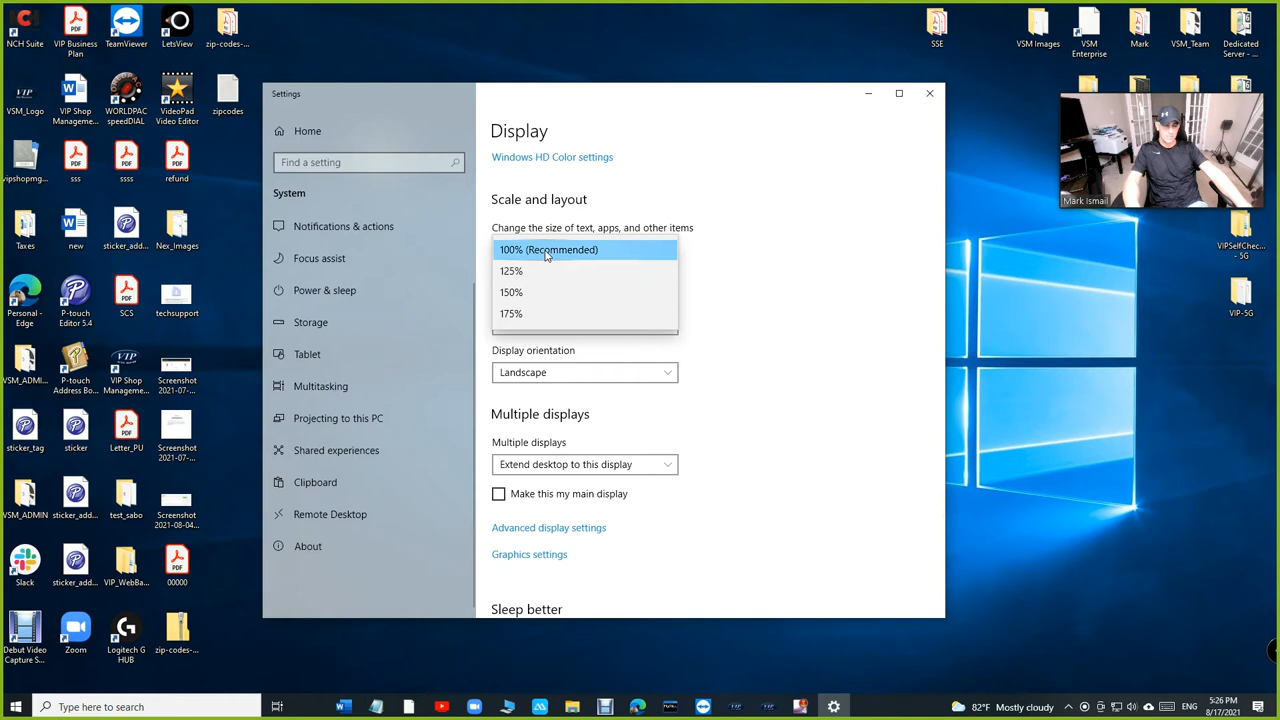 NCH Suite
VIP Business
Plan
TeamViewer
LetsView
zip-codes-...
SSE
VSM Images
VSM
Enterprise
Mark
VSM_Team
Dedicated
Server - ...
VSM_Logo
VIP Shop
Manageme...
WORLDPAC
speedDIAL
VideoPad
Video Editor
zipcodes
vipshopmg...
sss
ssss
refund
Taxes
new
sticker_add...
Nex_Images
Personal -
Edge
P-touch
Editor 5.4
SCS
techsupport
VSM_ADMI...
P-touch
Address Bo...
VIP Shop
Manageme...
Screenshot
2021-07-...
sticker_tag
sticker
Letter_PU
Screenshot
2021-07-...
VSM_ADMIN
sticker_add...
test_sabo
Screenshot
2021-08-04...
Slack
sticker_add...
VIP_WebBa...
00000
Debut Video
Capture S...
Zoom
Logitech G
HUB
zip-codes-...
Settings
Home
Find a setting
System
Notifications & actions
Focus assist
Power & sleep
Storage
Tablet
Multitasking
Projecting to this PC
Shared experiences
Clipboard
Remote Desktop
About
Display
Windows HD Color settings
Scale and layout
Change the size of text, apps, and other items
100% (Recommended)
125%
150%
175%
Display orientation
Landscape
Multiple displays
Multiple displays
Extend desktop to this display
Make this my main display
Advanced display settings
Graphics settings
Sleep better
Mark Ismail
VIPSelfChec...
- 5G
VIP-5G
Type here to search
82°F Mostly cloudy
ENG
5:26 PM
8/17/2021